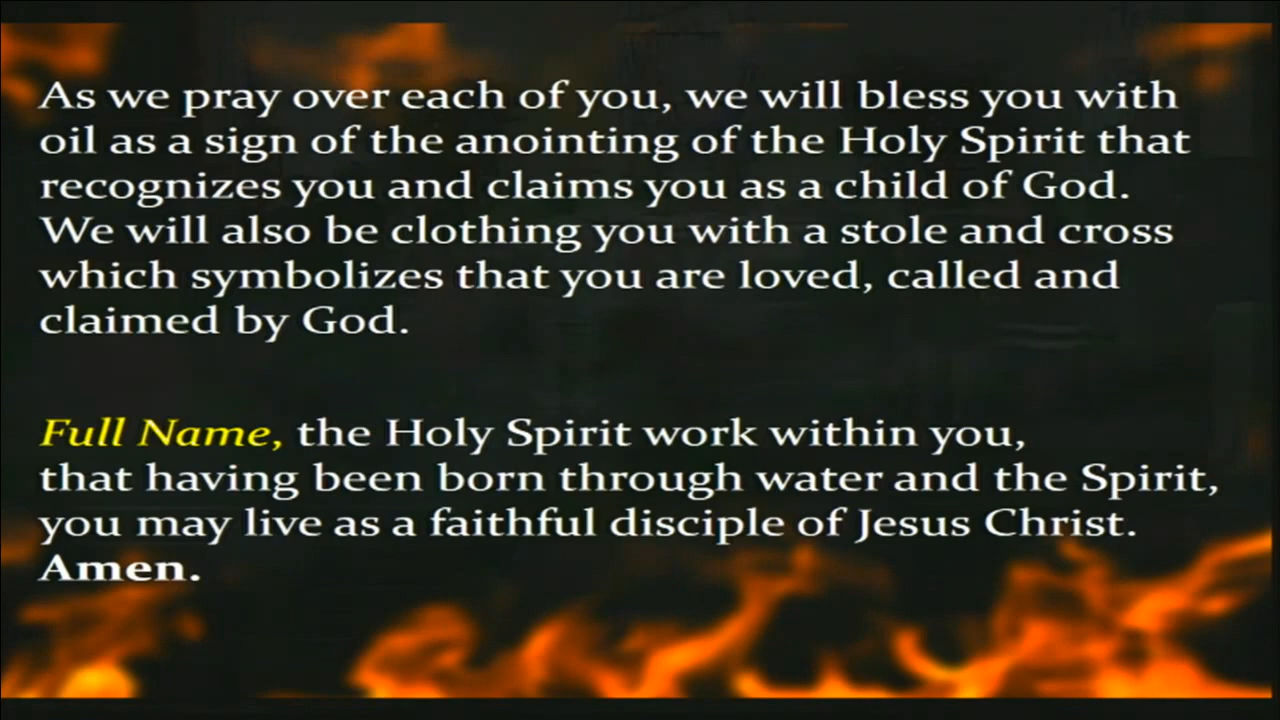 As we pray over each of you, we will bless you with
oil as a sign of the anointing of the Holy Spirit that
recognizes you and claims you as a child of God.
We will also be clothing you with a stole and cross
which symbolizes that you are loved, called and
claimed by God.
Full Name, the Holy Spirit work within you,
that having been born through water and the Spirit,
you may live as a faithful disciple of Jesus Christ.
Amen.